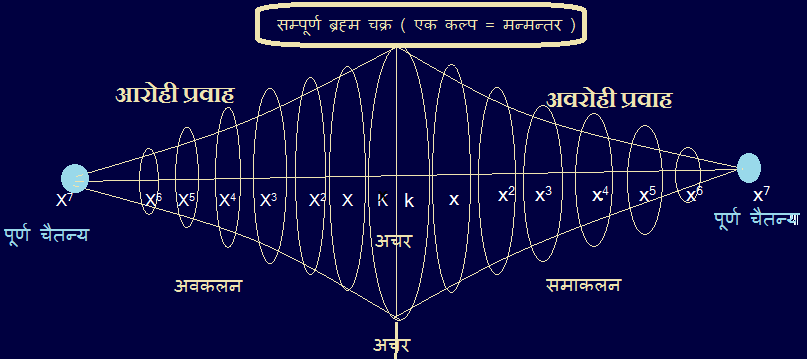 सम्पूर्ण ब्रह्म चक्र ( एक कल्प = मन्मन्तर )
आरोही प्रवाह
अवरोही प्रवाह
X⁷ X⁶ X⁵ X⁴ X³ X² X K k x x² x³ x⁴ x⁵ x⁶ x⁷
पूर्ण चैतन्य
अचर
पूर्ण चैतन्य
अवकलन
समाकलन
अचर